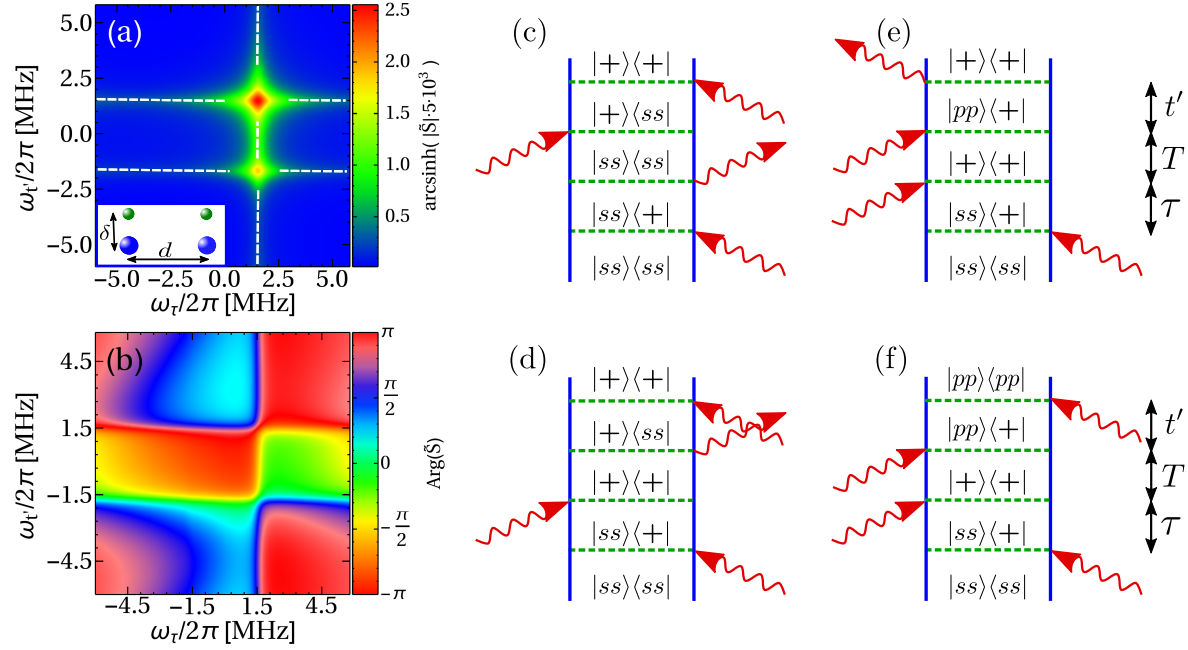 (a)
5.0
2.5
0.0
−2.5
−5.0
ω_t'/2π [MHz]
−5.0 −2.5 0.0 2.5 5.0
ω_τ/2π [MHz]
δ
d
2.5
2.0
1.5
1.0
0.5
arcsinh(|S̃|·5·10³)
(b)
4.5
1.5
−1.5
−4.5
ω_t'/2π [MHz]
−4.5 −1.5 1.5 4.5
ω_τ/2π [MHz]
π
π/2
0
−π/2
−π
Arg(S̃)
(c)
|+⟩⟨+|
|+⟩⟨ss|
|ss⟩⟨ss|
|ss⟩⟨+|
|ss⟩⟨ss|
(e)
|+⟩⟨+|
|pp⟩⟨+|
|+⟩⟨+|
|ss⟩⟨+|
|ss⟩⟨ss|
t′
T
τ
(d)
|+⟩⟨+|
|+⟩⟨ss|
|+⟩⟨+|
|ss⟩⟨+|
|ss⟩⟨ss|
(f)
|pp⟩⟨pp|
|pp⟩⟨+|
|+⟩⟨+|
|ss⟩⟨+|
|ss⟩⟨ss|
t′
T
τ